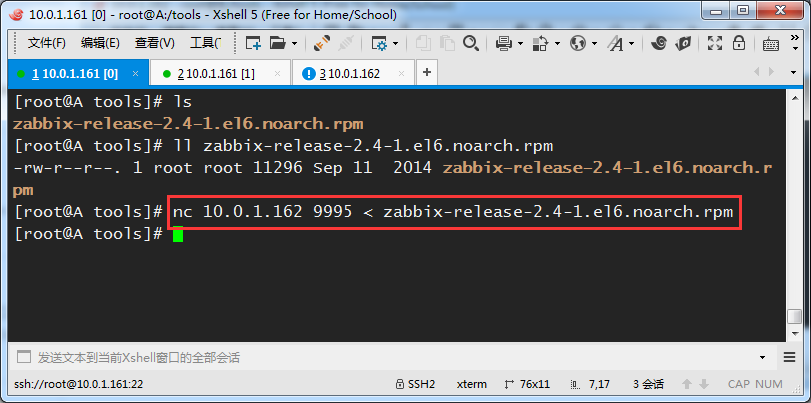 10.0.1.161 [0] - root@A:/tools - Xshell 5 (Free for Home/School)
文件(F) 编辑(E) 查看(V) 工具(
1 10.0.1.161 [0] × 2 10.0.1.161 [1] × 3 10.0.1.162 × +
[root@A tools]# ls
zabbix-release-2.4-1.el6.noarch.rpm
[root@A tools]# ll zabbix-release-2.4-1.el6.noarch.rpm
-rw-r--r--. 1 root root 11296 Sep 11  2014 zabbix-release-2.4-1.el6.noarch.r
pm
[root@A tools]# nc 10.0.1.162 9995 < zabbix-release-2.4-1.el6.noarch.rpm
[root@A tools]#
发送文本到当前Xshell窗口的全部会话
ssh://root@10.0.1.161:22 SSH2 xterm 76x11 7,17 3 会话 CAP NUM